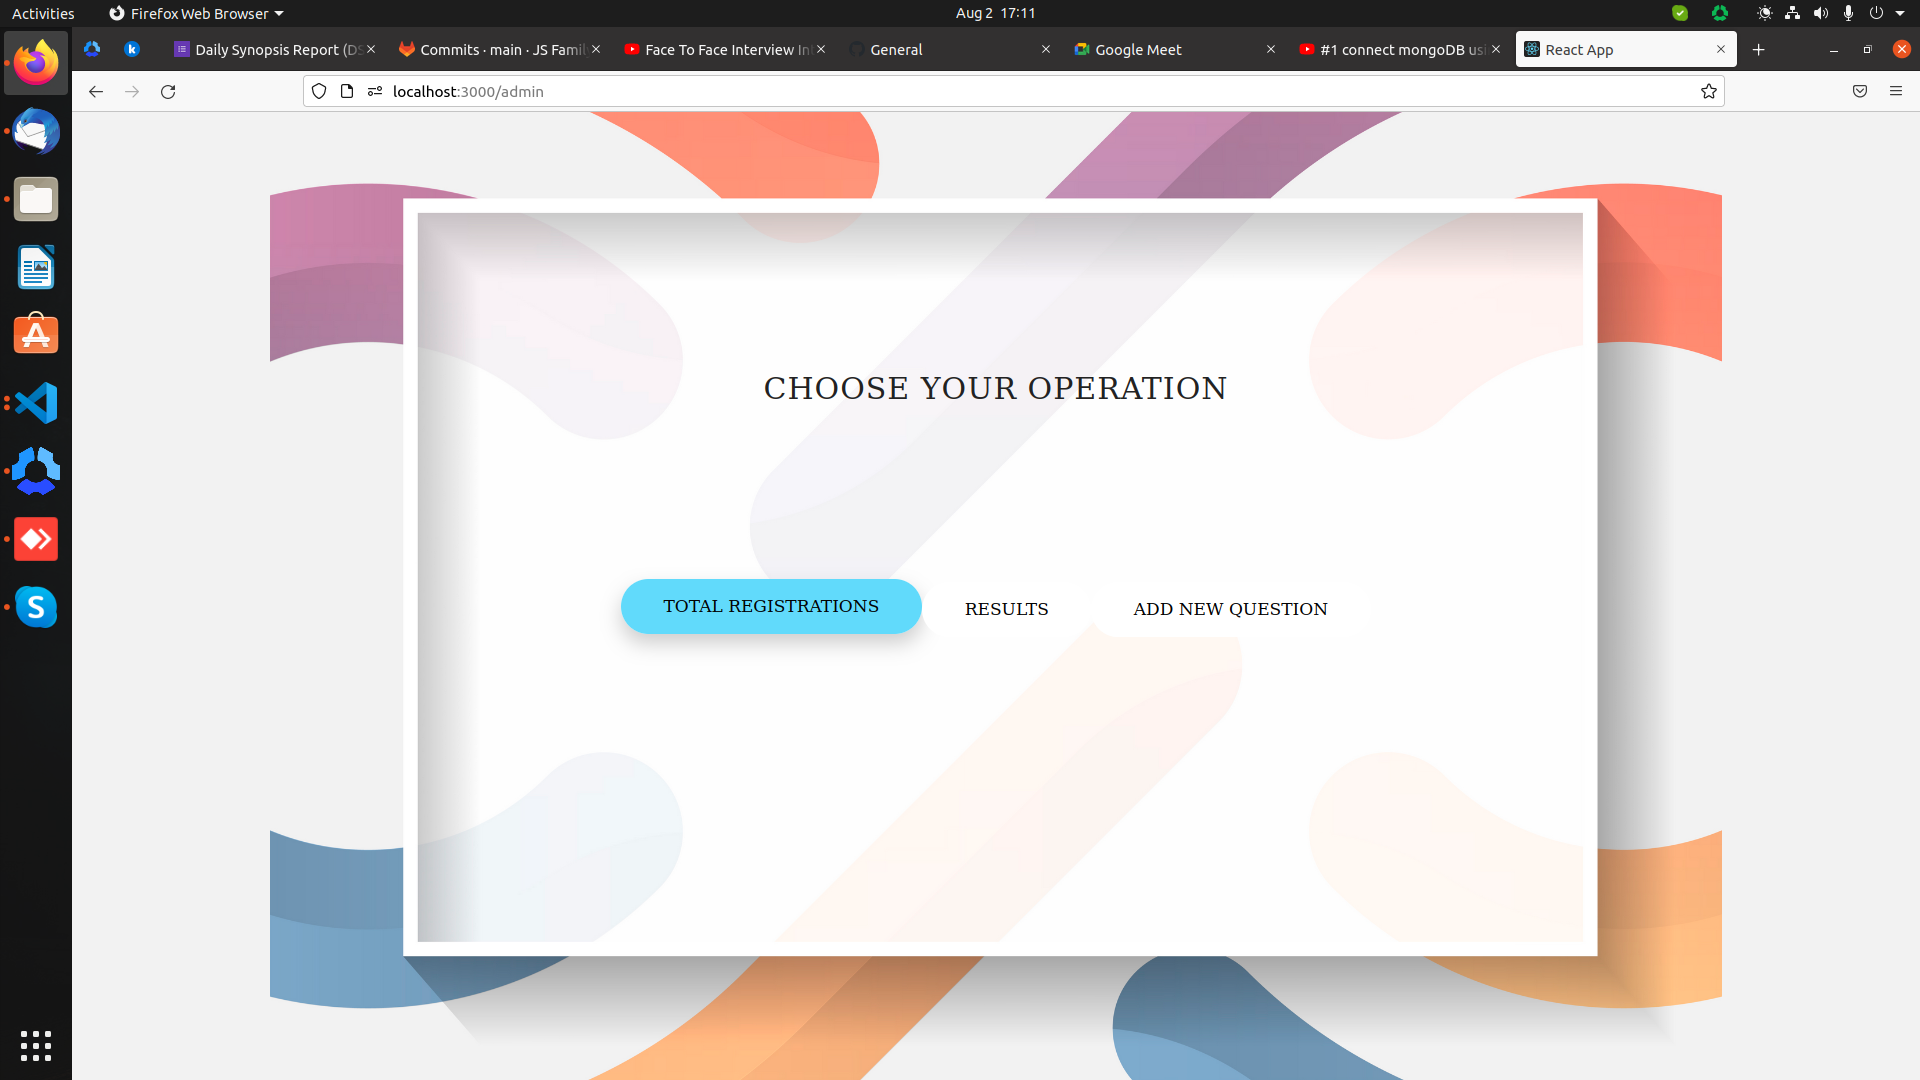 Activities
Firefox Web Browser
Aug 2 17:11
Daily Synopsis Report (DS
Commits · main · JS Famil
Face To Face Interview In
General
Google Meet
#1 connect mongoDB usi
React App
localhost:3000/admin
CHOOSE YOUR OPERATION
TOTAL REGISTRATIONS
RESULTS
ADD NEW QUESTION